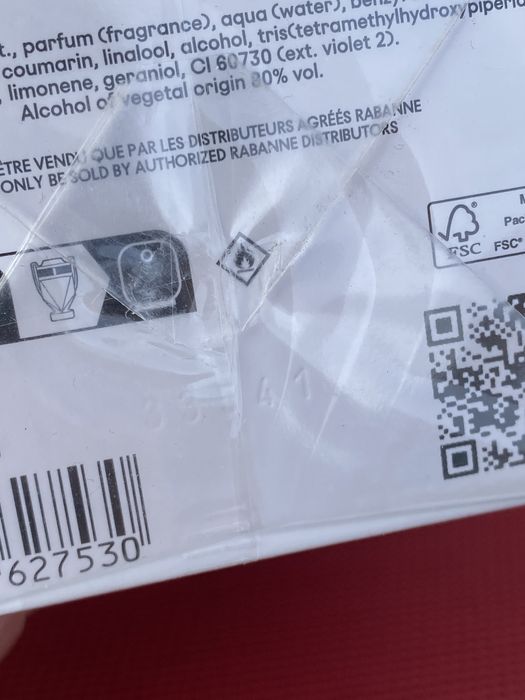 t., parfum (fragrance), aqua (water),
coumarin, linalool, alcohol, tris(tetramethylhydroxypiperid
, limonene, geraniol, CI 60730 (ext. violet 2).
Alcohol of vegetal origin 80% vol.
ÊTRE VENDU QUE PAR LES DISTRIBUTEURS AGRÉÉS RABANNE
ONLY BE SOLD BY AUTHORIZED RABANNE DISTRIBUTORS
FSC
M
Pac
FSC®
627530